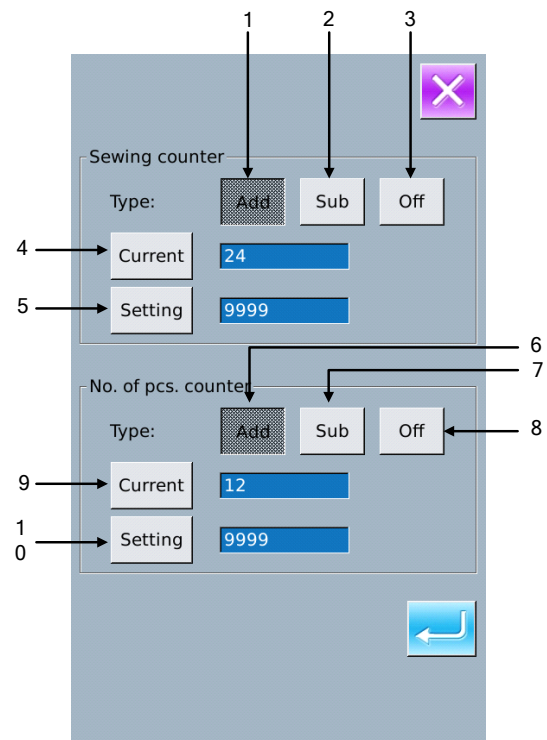 1 2 3
Sewing counter
Type: Add Sub Off
4 Current 24
5 Setting 9999
6
7
No. of pcs. counter
Type: Add Sub Off 8
9 Current 12
1
0 Setting 9999